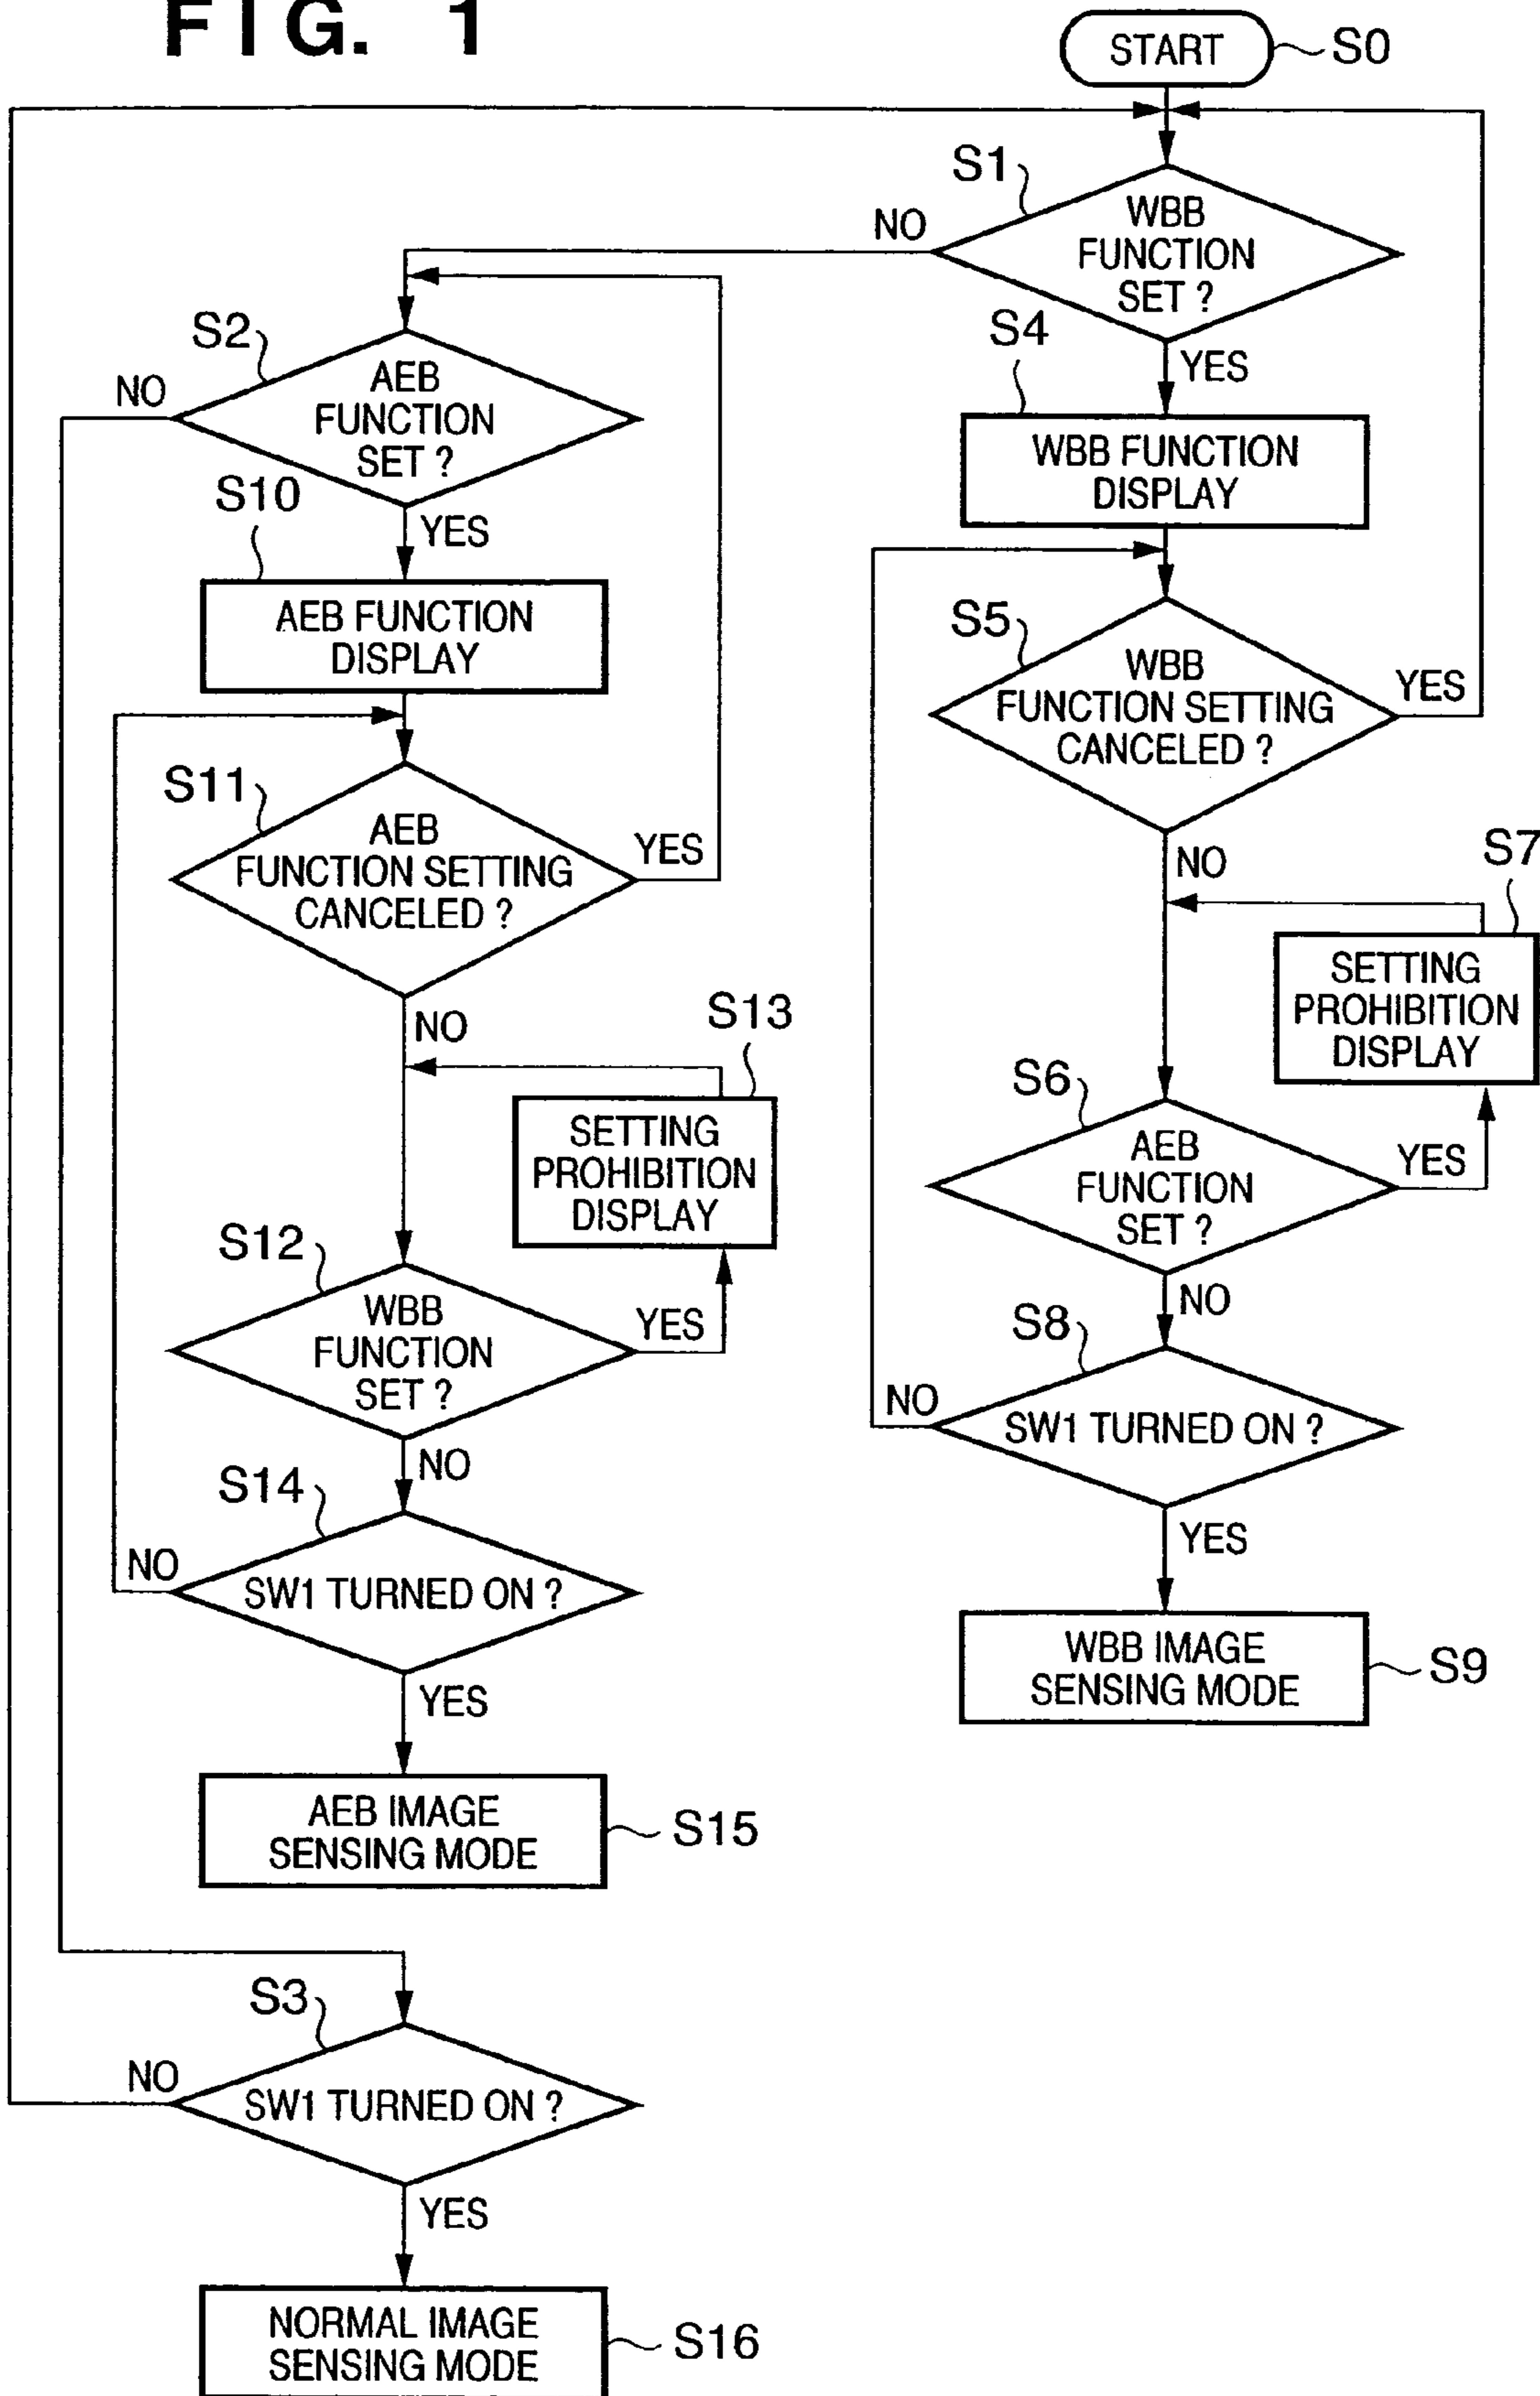 FIG. 1
START
S0
S1
WBB
FUNCTION
SET ?
NO
YES
S2
AEB
FUNCTION
SET ?
NO
YES
S4
WBB FUNCTION
DISPLAY
S10
AEB FUNCTION
DISPLAY
S5
WBB
FUNCTION SETTING
CANCELED ?
YES
NO
S11
AEB
FUNCTION SETTING
CANCELED ?
YES
NO
S7
SETTING
PROHIBITION
DISPLAY
S13
SETTING
PROHIBITION
DISPLAY
S6
AEB
FUNCTION
SET ?
YES
NO
S12
WBB
FUNCTION
SET ?
YES
NO
S8
SW1 TURNED ON ?
NO
YES
S14
SW1 TURNED ON ?
NO
YES
WBB IMAGE
SENSING MODE
S9
AEB IMAGE
SENSING MODE
S15
S3
SW1 TURNED ON ?
NO
YES
NORMAL IMAGE
SENSING MODE
S16